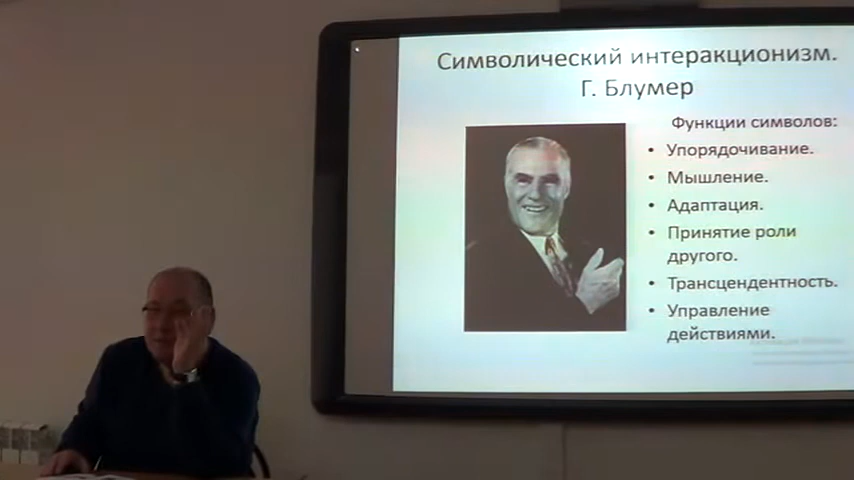 Символический интеракционизм.
Г. Блумер
Функции символов:
• Упорядочивание.
• Мышление.
• Адаптация.
• Принятие роли
другого.
• Трансцендентность.
• Управление
действиями.